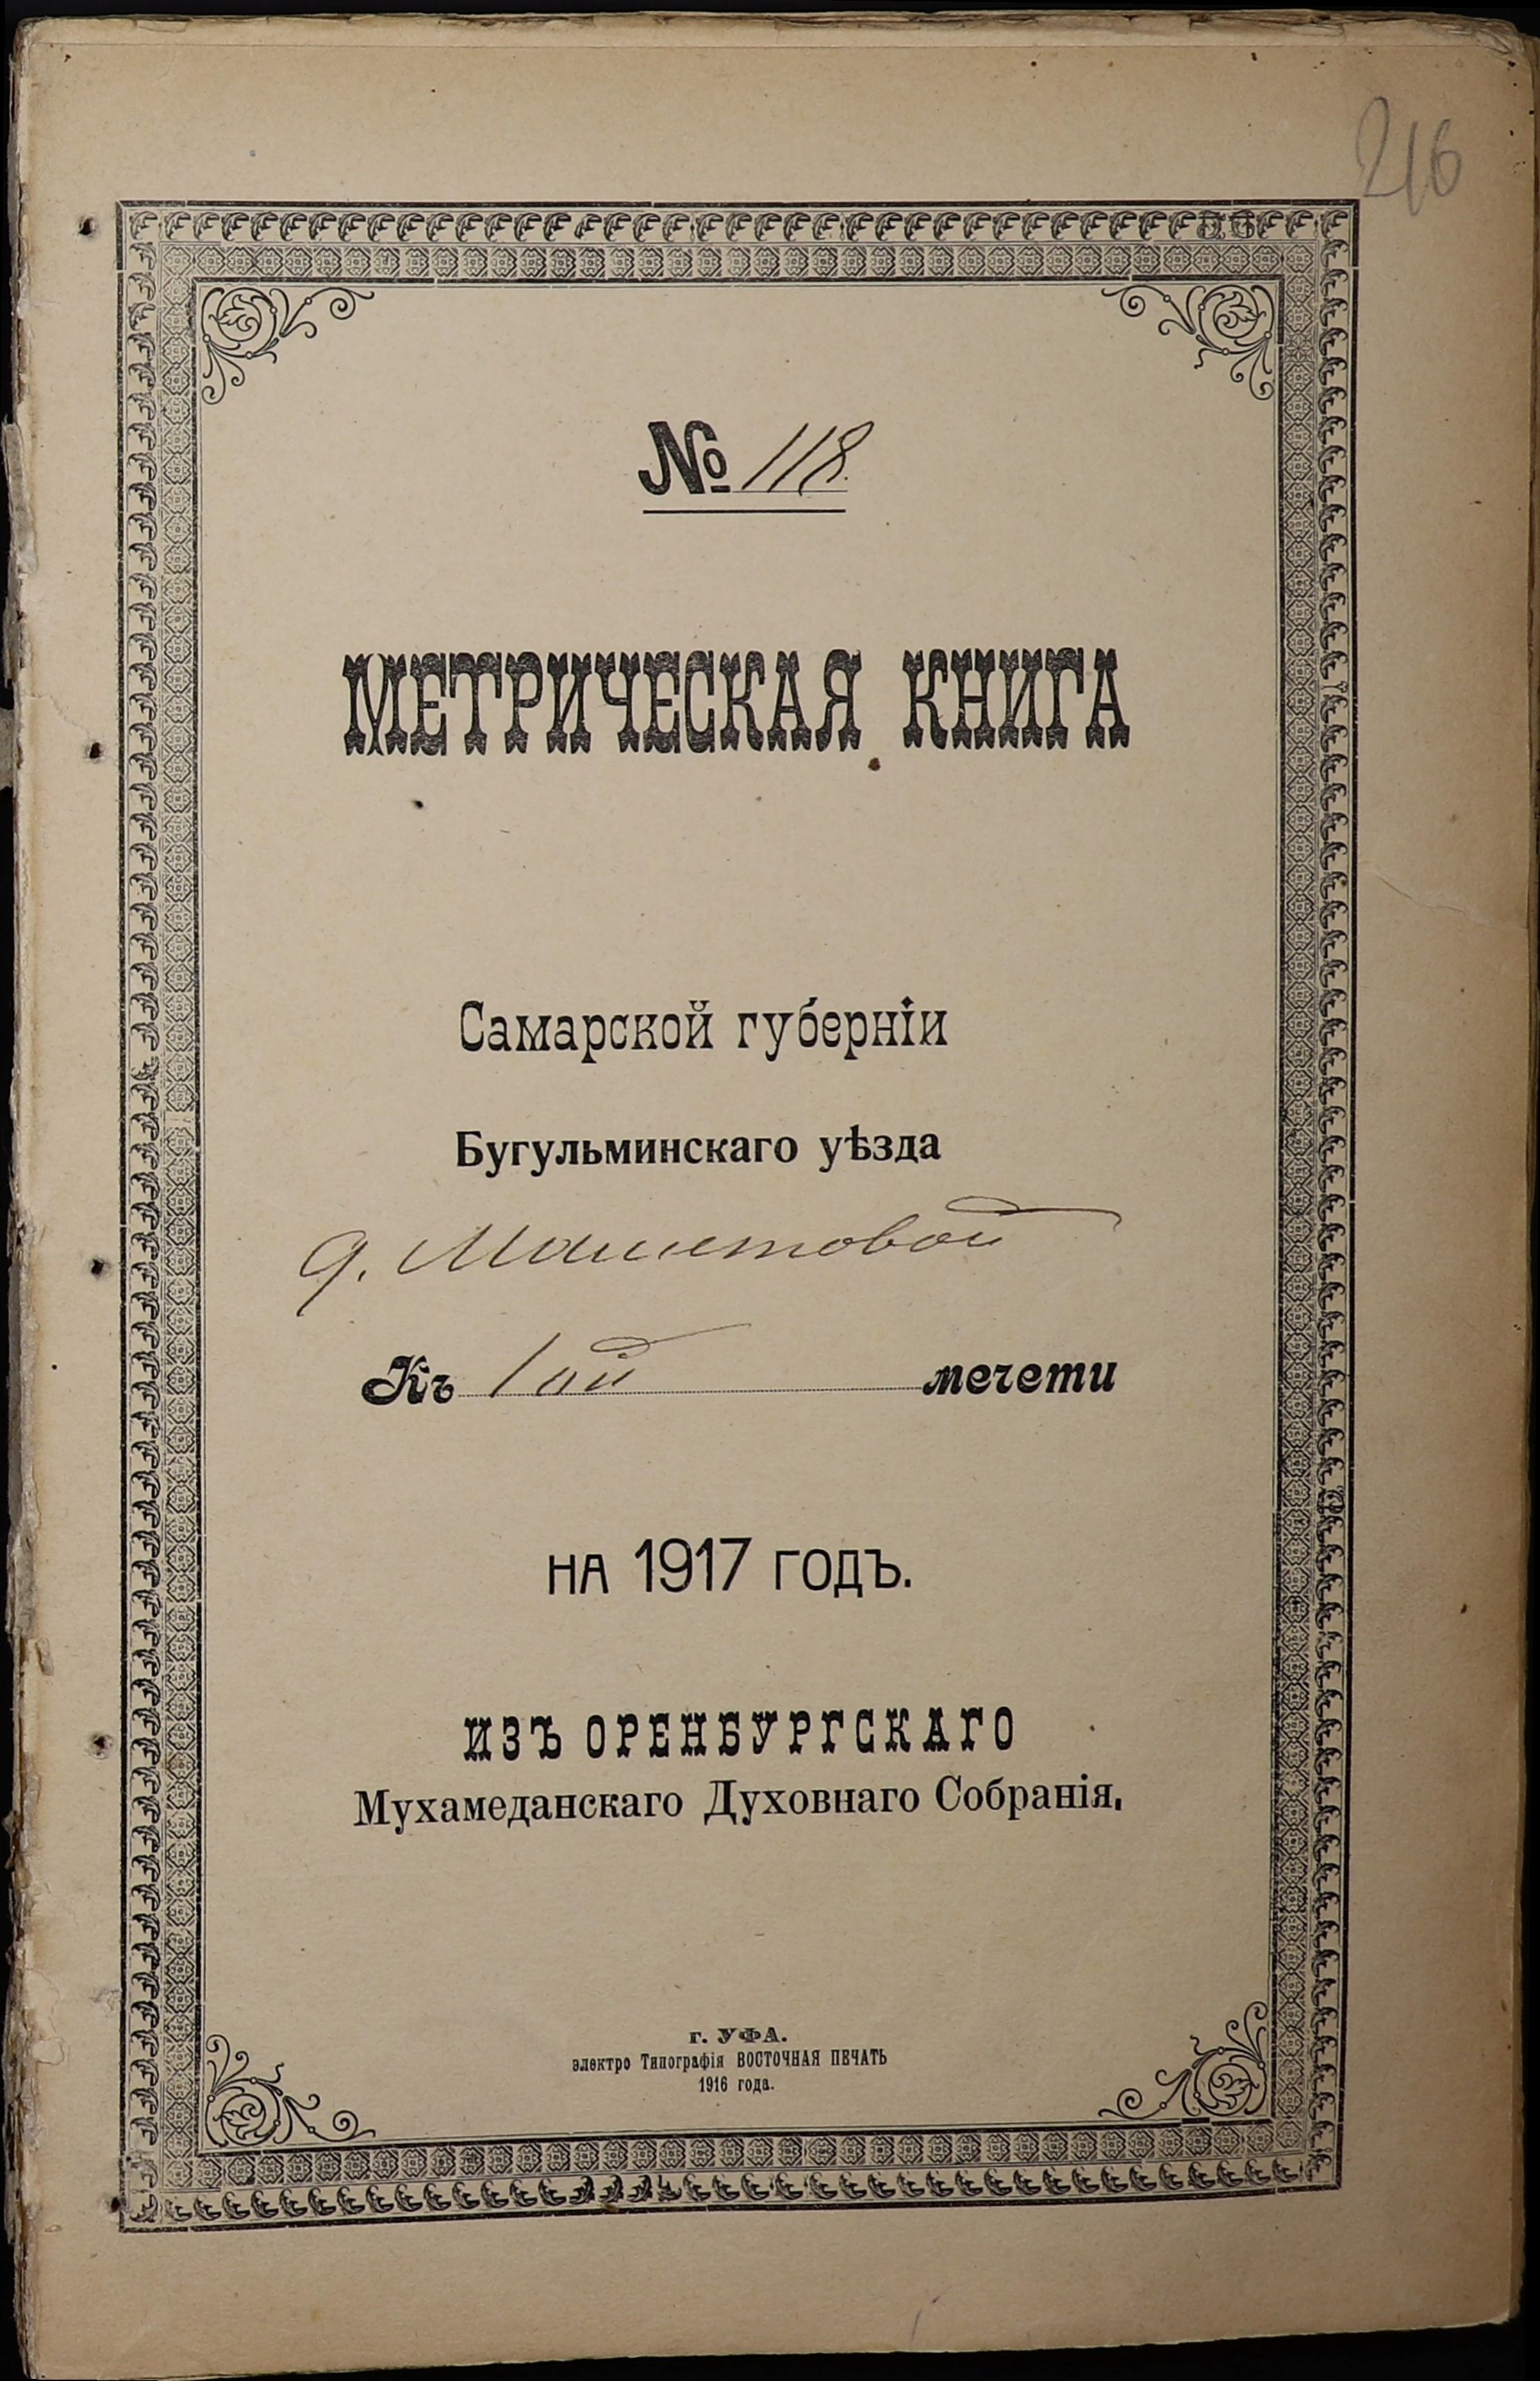 216
№ 118.
МЕТРИЧЕСКАЯ КНИГА
Самарской губерніи
Бугульминскаго уѣзда
д. Машетовой
Къ 1ой мечети
НА 1917 ГОДЪ.
ИЗЪ ОРЕНБУРГСКАГО
Мухамеданскаго Духовнаго Собранія.
г. УФА.
электро Типографія ВОСТОЧНАЯ ПЕЧАТЬ
1916 года.